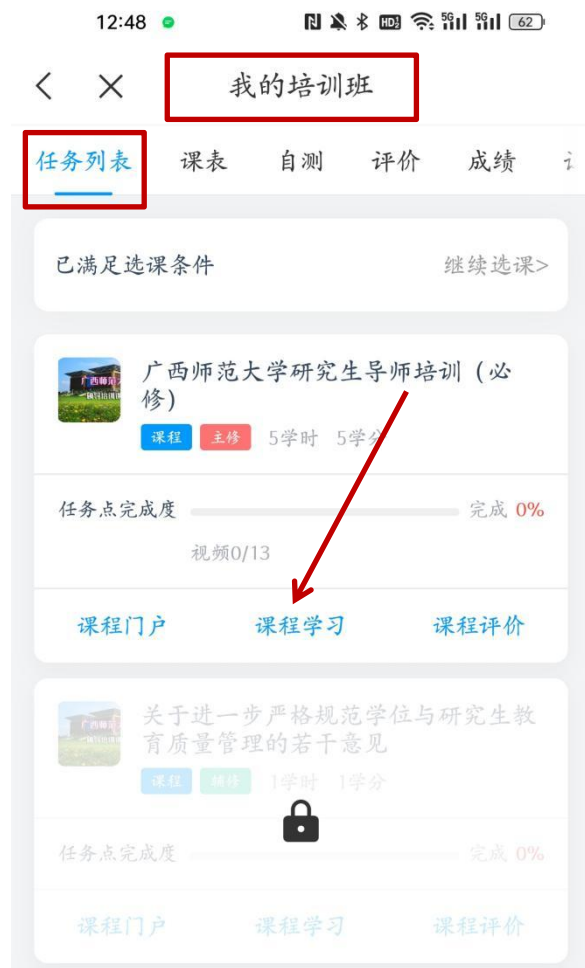 12:48
62
我的培训班
任务列表 课表 自测 评价 成绩
已满足选课条件 继续选课>
广西师范大学研究生导师培训（必
修）
课程 主修 5学时 5学分
任务点完成度 完成 0%
视频0/13
课程门户 课程学习 课程评价
关于进一步严格规范学位与研究生教
育质量管理的若干意见
课程 辅修 1学时 1学分
任务点完成度 完成 0%
课程门户 课程学习 课程评价